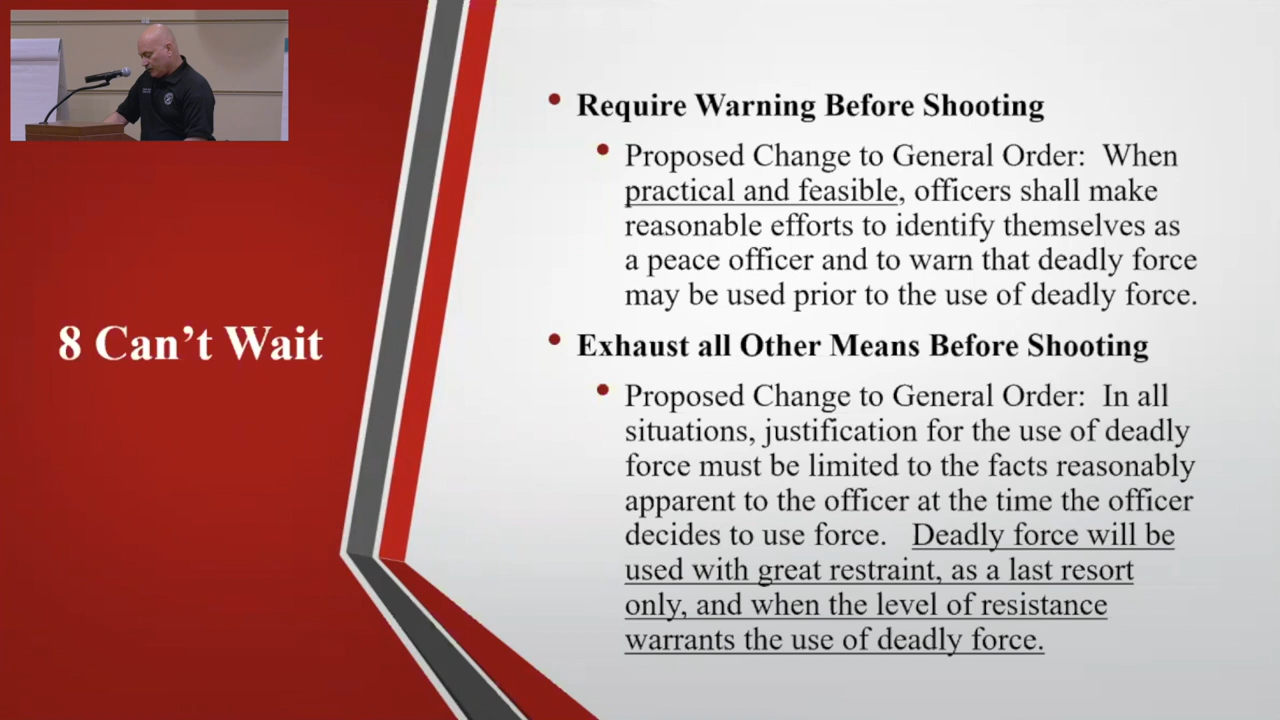 8 Can’t Wait
• Require Warning Before Shooting
• Proposed Change to General Order: When
practical and feasible, officers shall make
reasonable efforts to identify themselves as
a peace officer and to warn that deadly force
may be used prior to the use of deadly force.
• Exhaust all Other Means Before Shooting
• Proposed Change to General Order: In all
situations, justification for the use of deadly
force must be limited to the facts reasonably
apparent to the officer at the time the officer
decides to use force. Deadly force will be
used with great restraint, as a last resort
only, and when the level of resistance
warrants the use of deadly force.